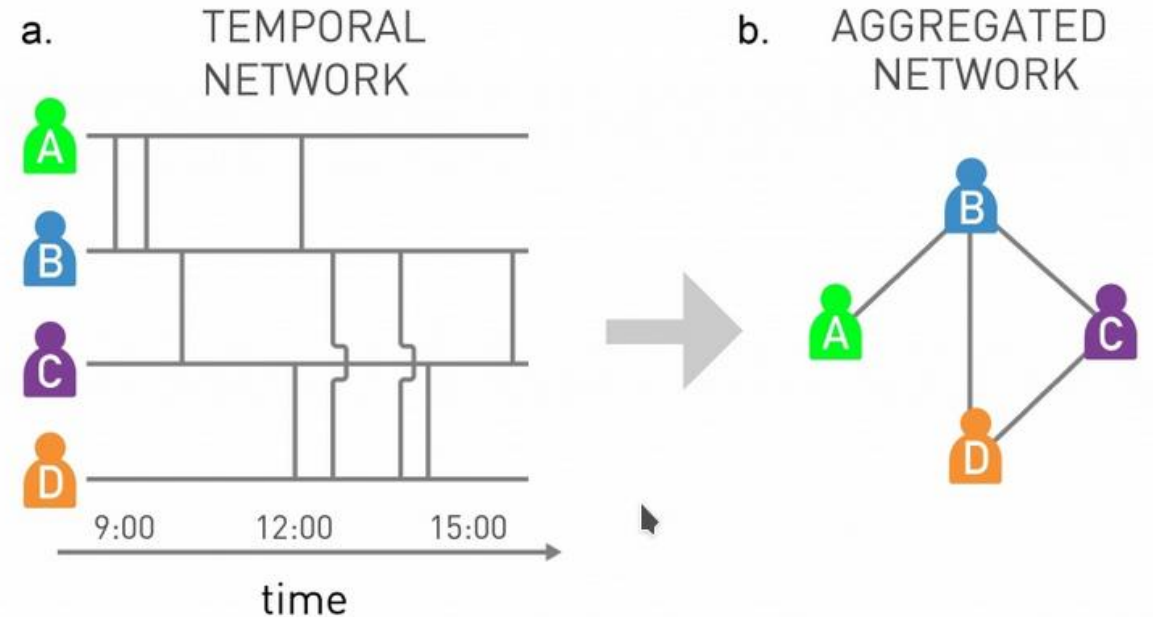 a.
TEMPORAL
NETWORK
A
B
C
D
9:00 12:00 15:00
time
b.
AGGREGATED
NETWORK
B
A
C
D